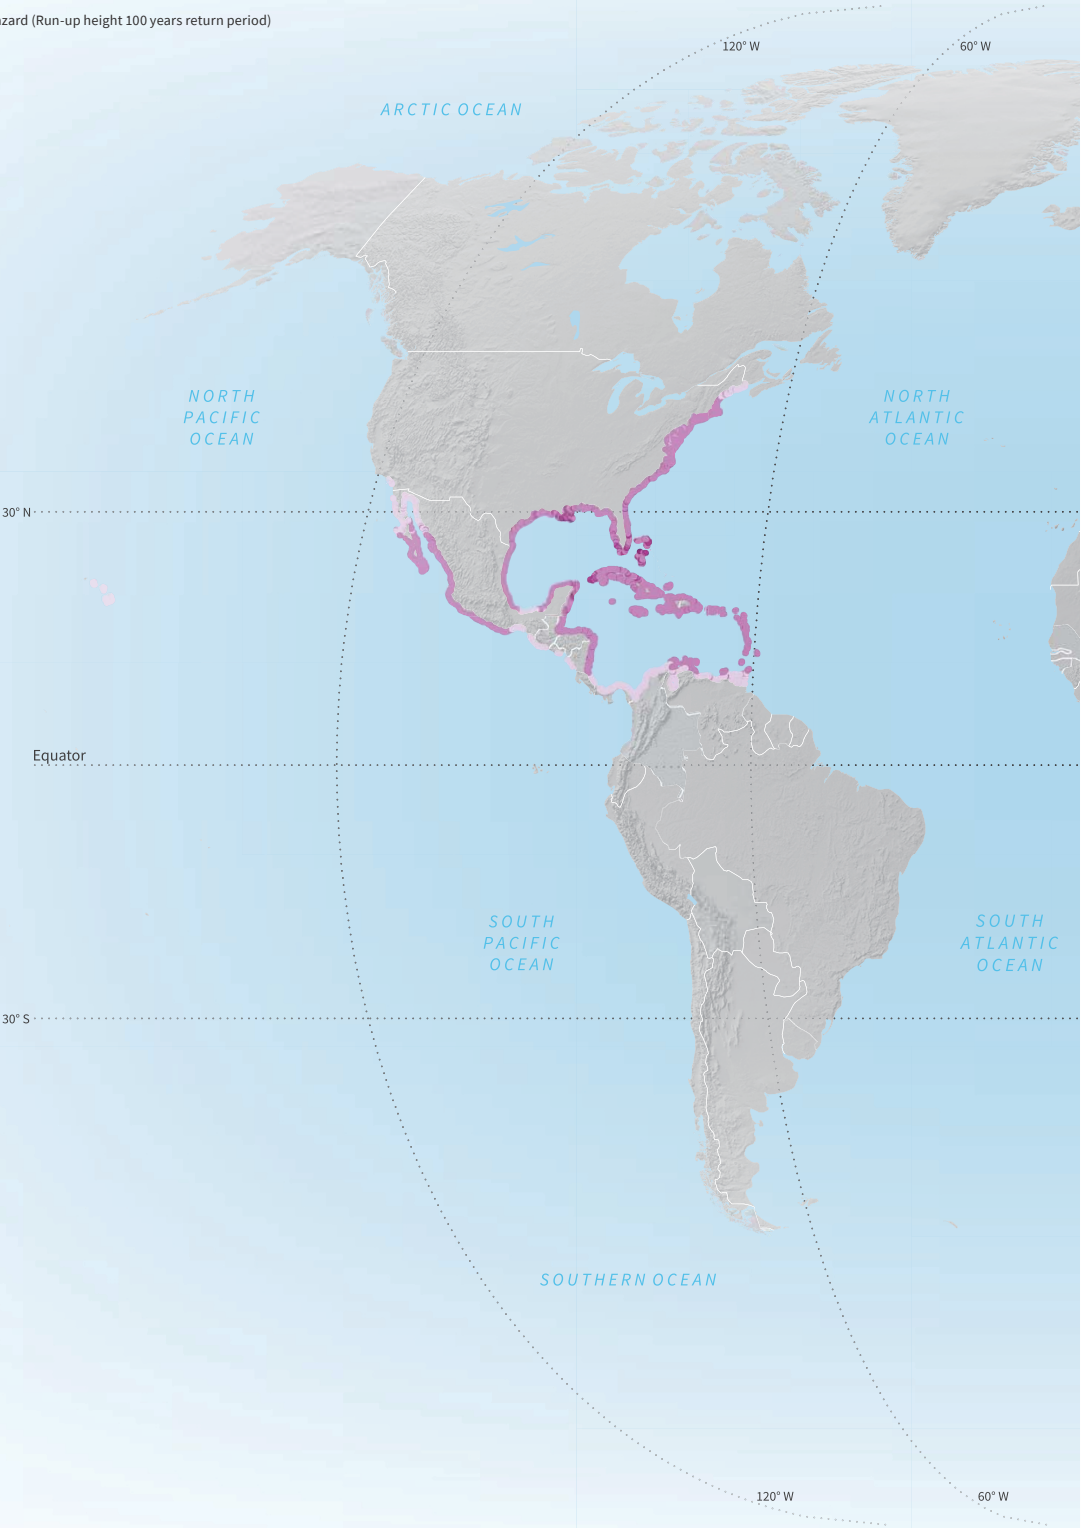 azard (Run-up height 100 years return period)
120° W
60° W
ARCTIC OCEAN
NORTH
PACIFIC
OCEAN
NORTH
ATLANTIC
OCEAN
30° N
Equator
SOUTH
PACIFIC
OCEAN
SOUTH
ATLANTIC
OCEAN
30° S
SOUTHERN OCEAN
120° W
60° W